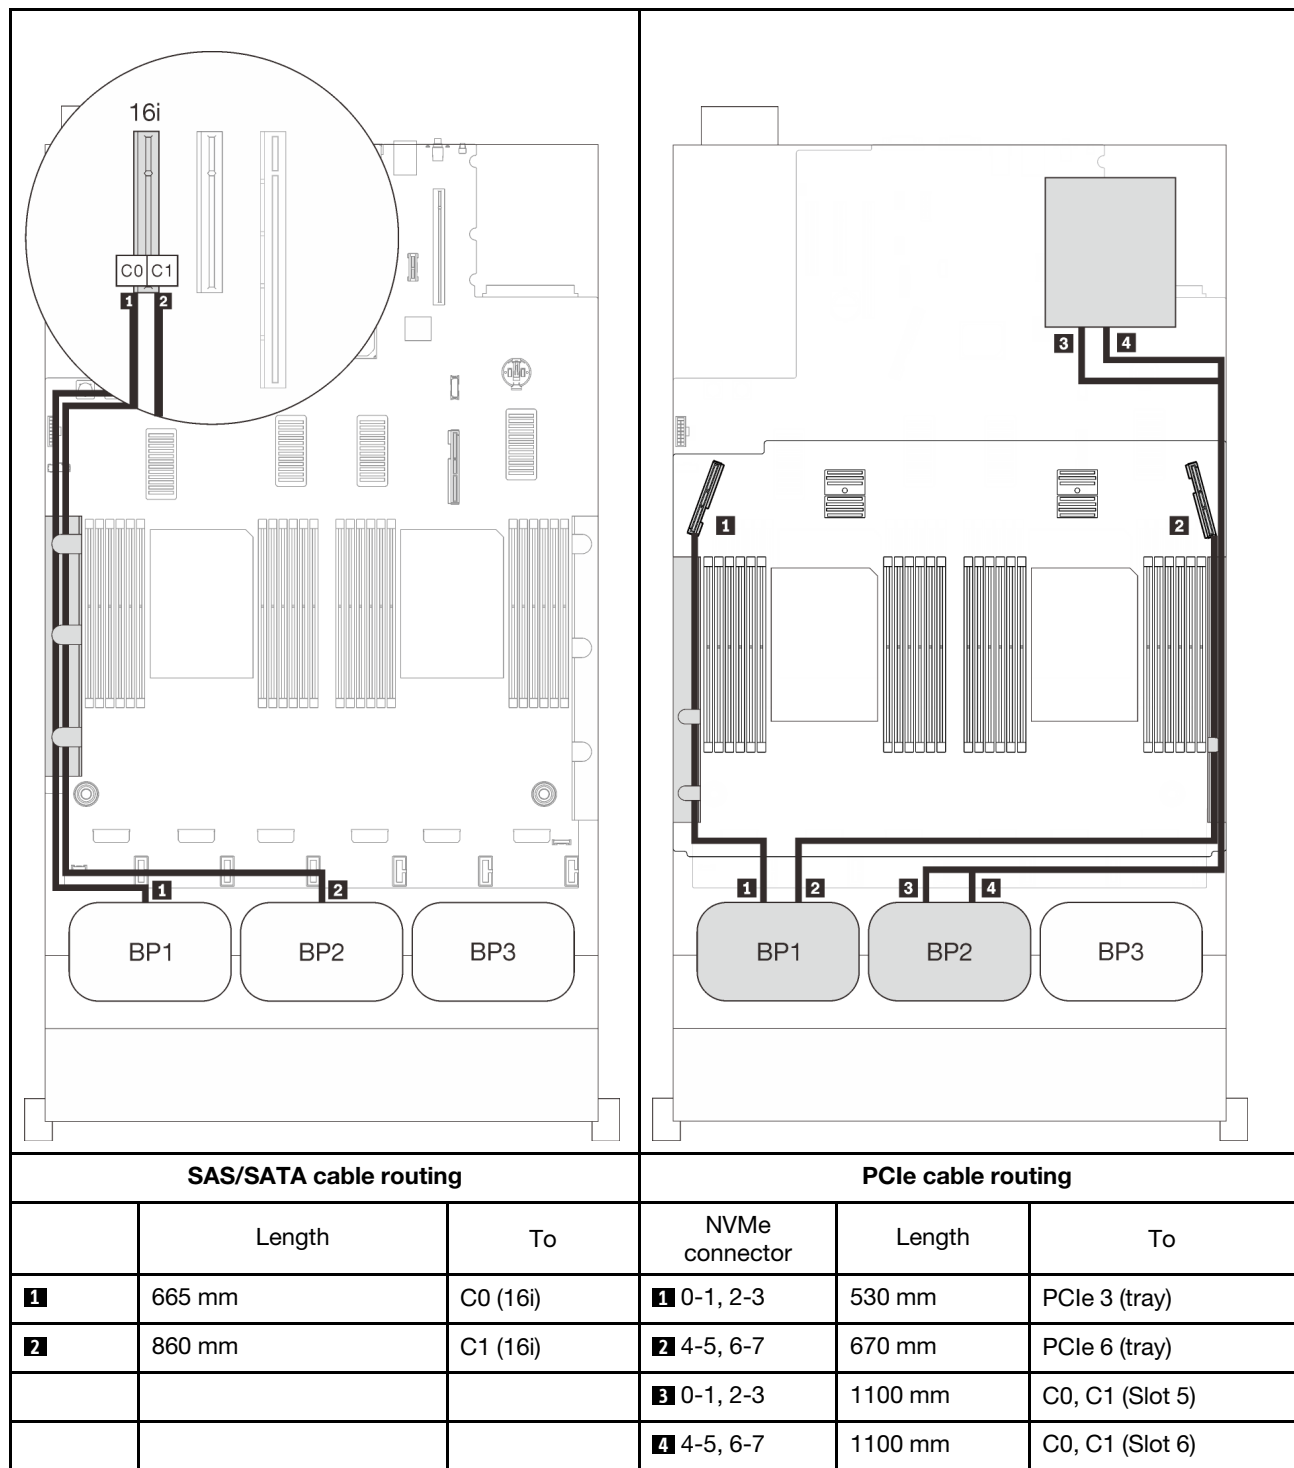 16i
C0 C1
1 2
1 2
BP1 BP2 BP3
3 4
1 2
1 2 3 4
BP1 BP2 BP3
SAS/SATA cable routing
Length To
1 665 mm C0 (16i)
2 860 mm C1 (16i)
PCIe cable routing
NVMe
connector Length To
1 0-1, 2-3 530 mm PCIe 3 (tray)
2 4-5, 6-7 670 mm PCIe 6 (tray)
3 0-1, 2-3 1100 mm C0, C1 (Slot 5)
4 4-5, 6-7 1100 mm C0, C1 (Slot 6)